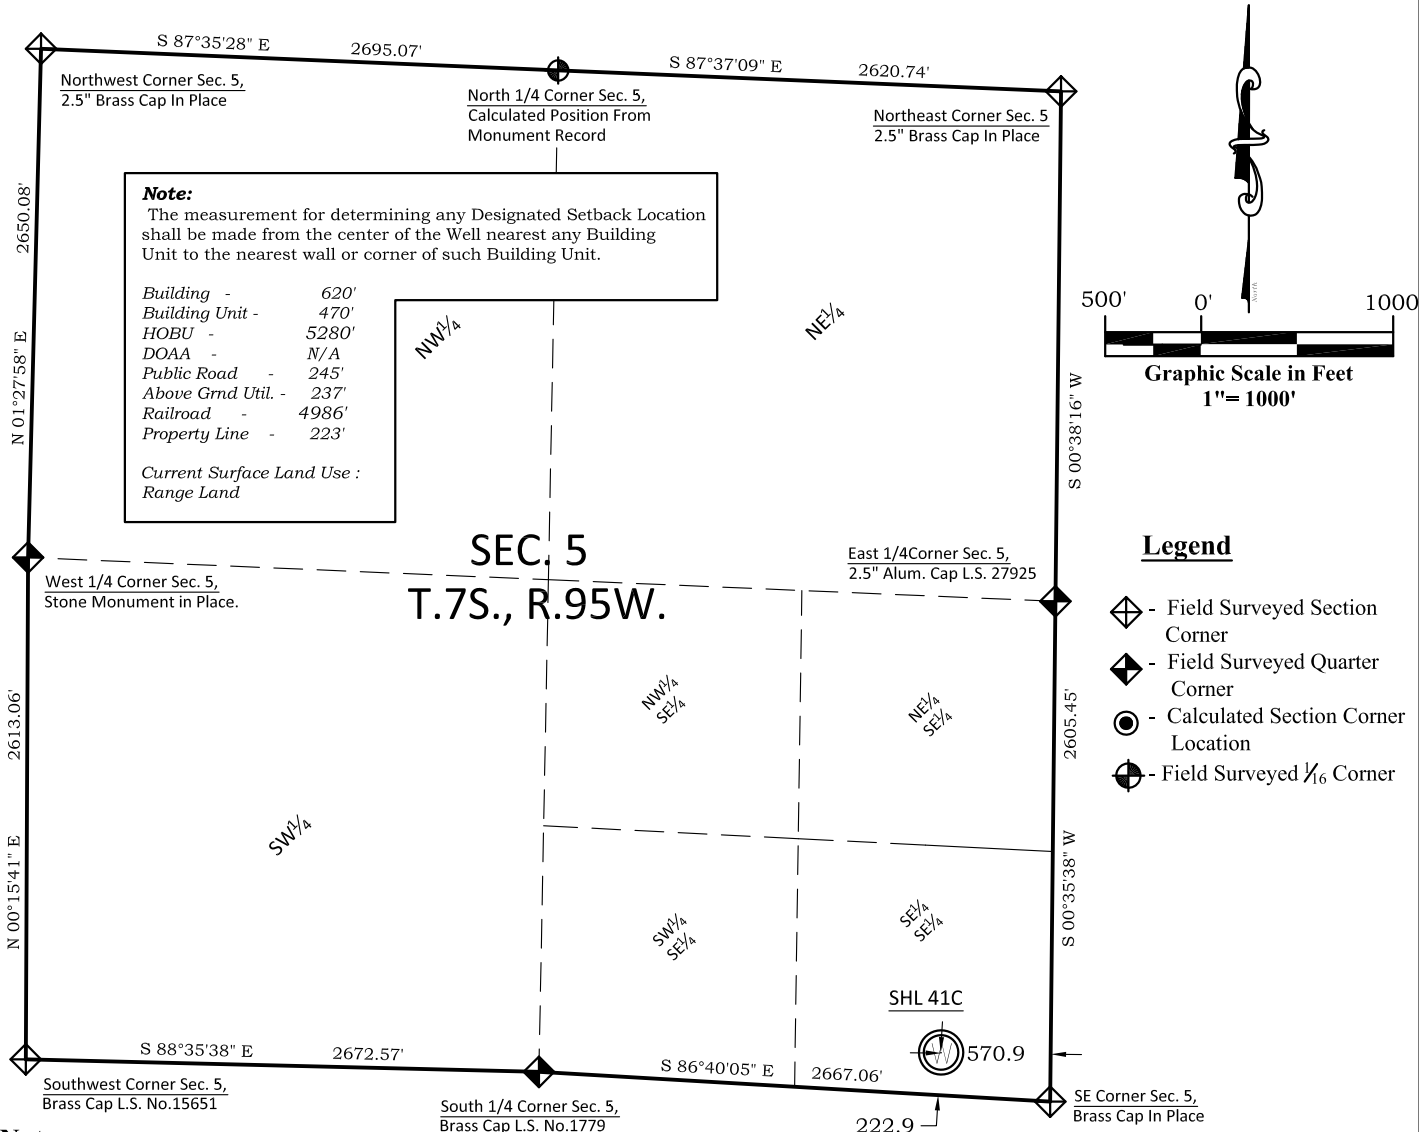 S 87°35'28" E 2695.07' S 87°37'09" E 2620.74'
Northwest Corner Sec. 5,
2.5" Brass Cap In Place
North 1/4 Corner Sec. 5,
Calculated Position From
Monument Record
Northeast Corner Sec. 5
2.5" Brass Cap In Place
2650.08'
N 01°27'58" E
Note:
The measurement for determining any Designated Setback Location
shall be made from the center of the Well nearest any Building
Unit to the nearest wall or corner of such Building Unit.
Building - 620'
Building Unit - 470'
HOBU - 5280'
DOAA - N/A
Public Road - 245'
Above Grnd Util. - 237'
Railroad - 4986'
Property Line - 223'
Current Surface Land Use :
Range Land
NW¼
NE¼
North
500' 0' 1000
Graphic Scale in Feet
1"= 1000'
S 00°38'16" W
SEC. 5
T.7S., R.95W.
West 1/4 Corner Sec. 5,
Stone Monument in Place.
East 1/4Corner Sec. 5,
2.5" Alum. Cap L.S. 27925
Legend
- Field Surveyed Section
Corner
- Field Surveyed Quarter
Corner
- Calculated Section Corner
Location
- Field Surveyed 1/16 Corner
2613.06'
N 00°15'41" E
NW¼
SE¼
NE¼
SE¼
2605.45'
S 00°35'38" W
SW¼
SW¼
SE¼
SE¼
SE¼
SHL 41C
W
570.9
S 88°35'38" E 2672.57' S 86°40'05" E 2667.06'
Southwest Corner Sec. 5,
Brass Cap L.S. No.15651
South 1/4 Corner Sec. 5,
Brass Cap L.S. No.1779
222.9
SE Corner Sec. 5,
Brass Cap In Place